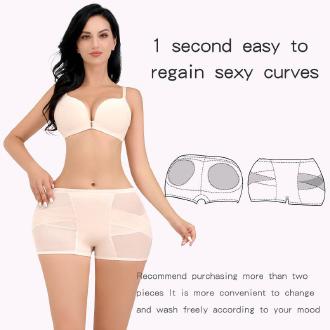 1 second easy to
regain sexy curves
Recommend purchasing more than two
pieces It is more convenient to change
and wash freely according to your mood